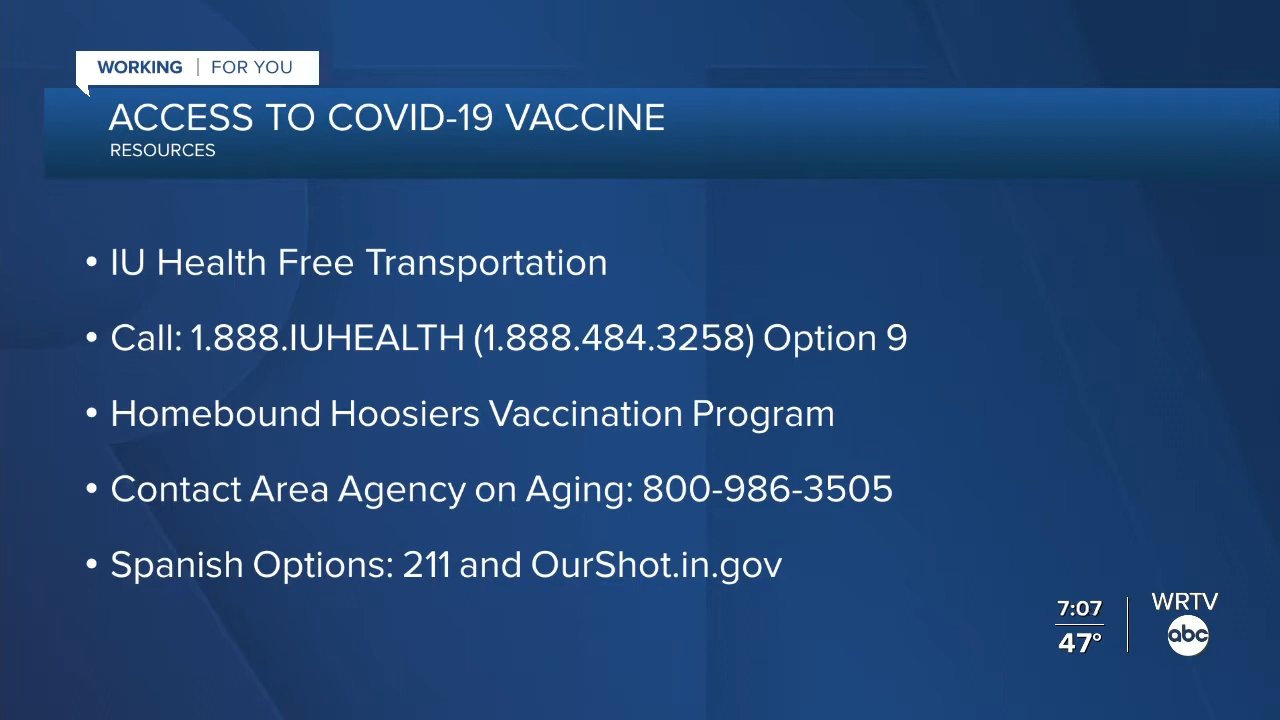 WORKING | FOR YOU
ACCESS TO COVID-19 VACCINE
RESOURCES
• IU Health Free Transportation
• Call: 1.888.IUHEALTH (1.888.484.3258) Option 9
• Homebound Hoosiers Vaccination Program
• Contact Area Agency on Aging: 800-986-3505
• Spanish Options: 211 and OurShot.in.gov
7:07
47°
WRTV
abc